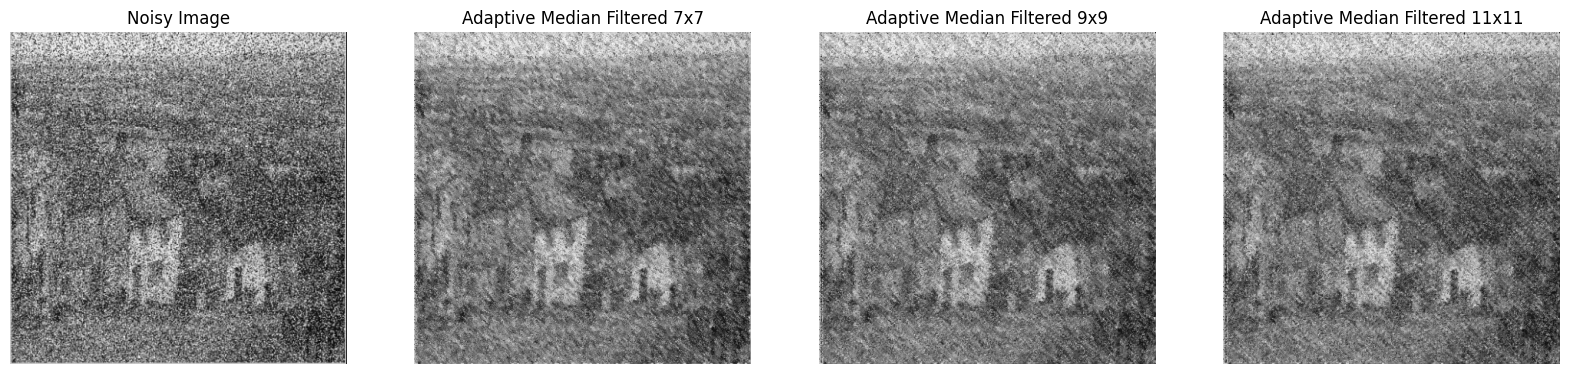 Noisy Image
Adaptive Median Filtered 7x7
Adaptive Median Filtered 9x9
Adaptive Median Filtered 11x11